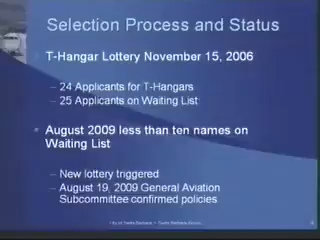 Selection Process and Status
T-Hangar Lottery November 15, 2006
– 24 Applicants for T-Hangars
– 25 Applicants on Waiting List
August 2009 less than ten names on
Waiting List
– New lottery triggered
– August 19, 2009 General Aviation
Subcommittee confirmed policies